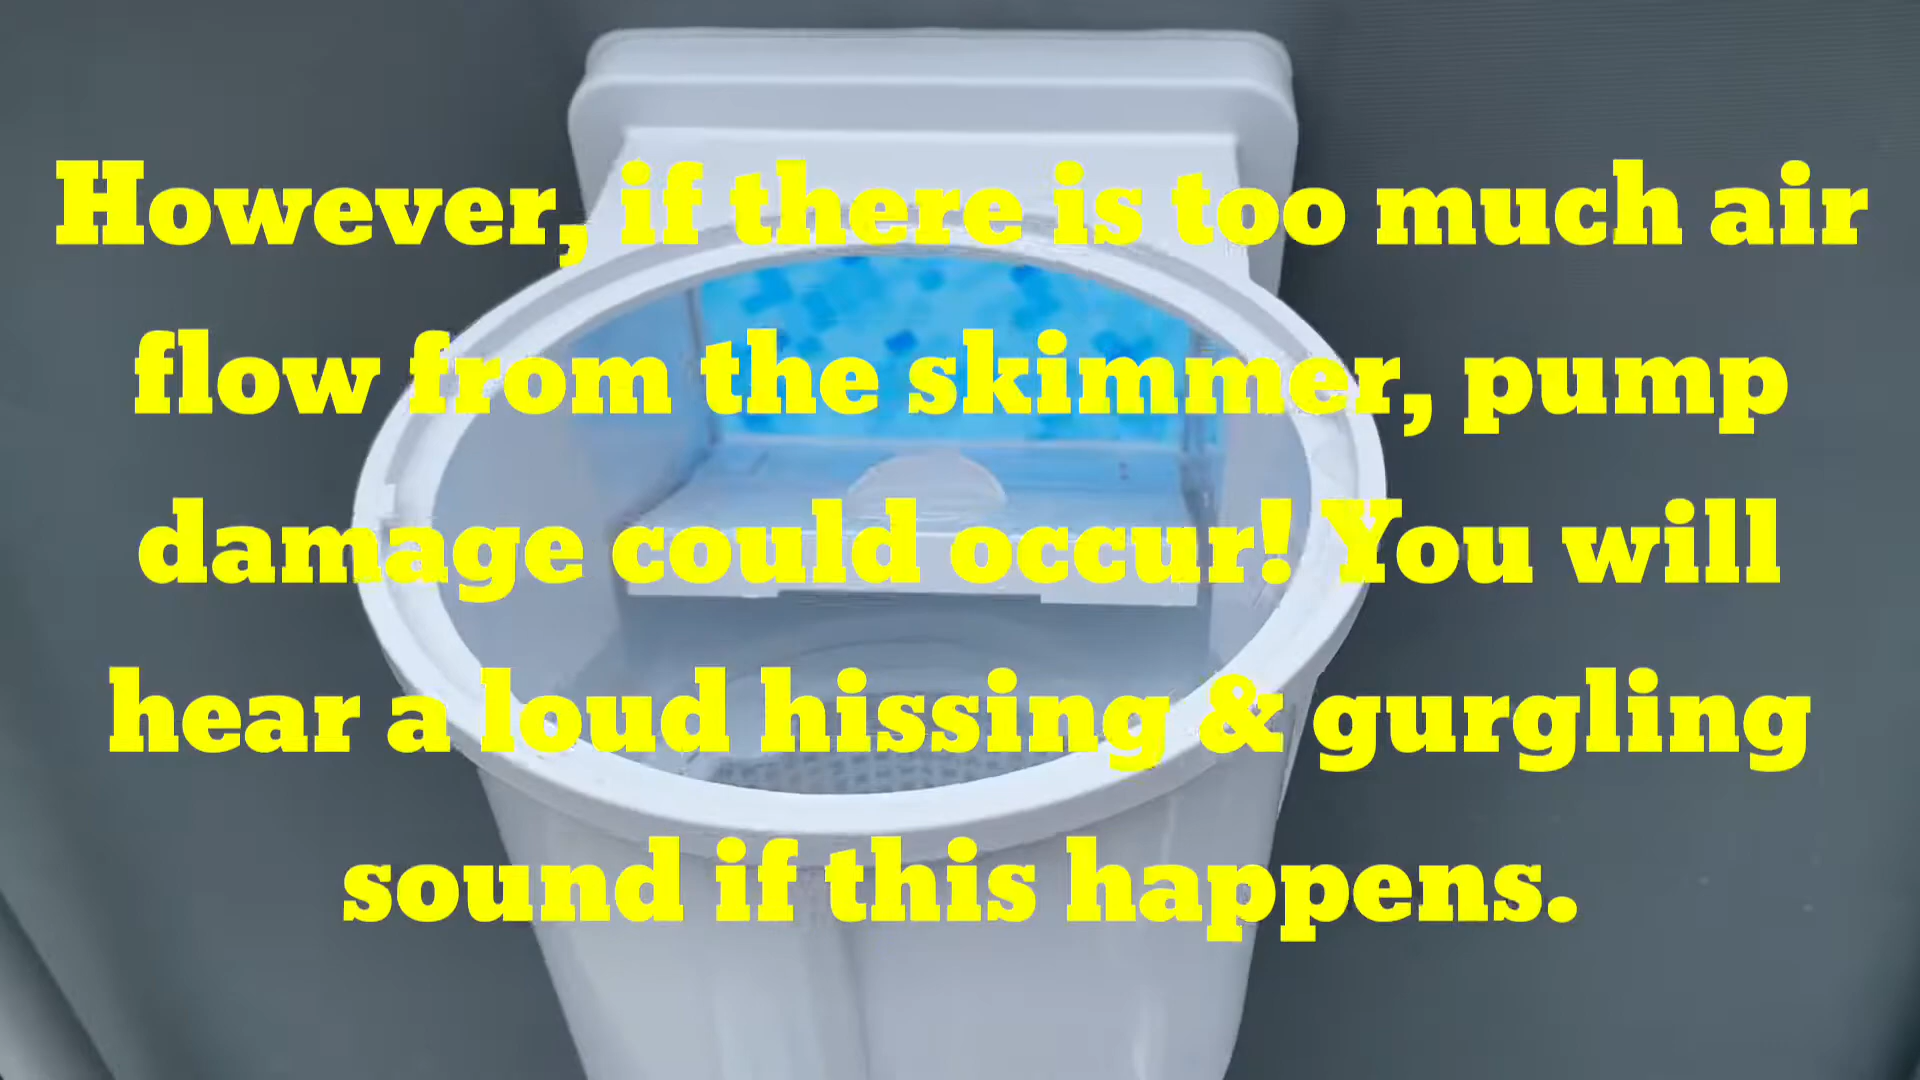 However, if there is too much air
flow from the skimmer, pump
damage could occur! You will
hear a loud hissing & gurgling
sound if this happens.